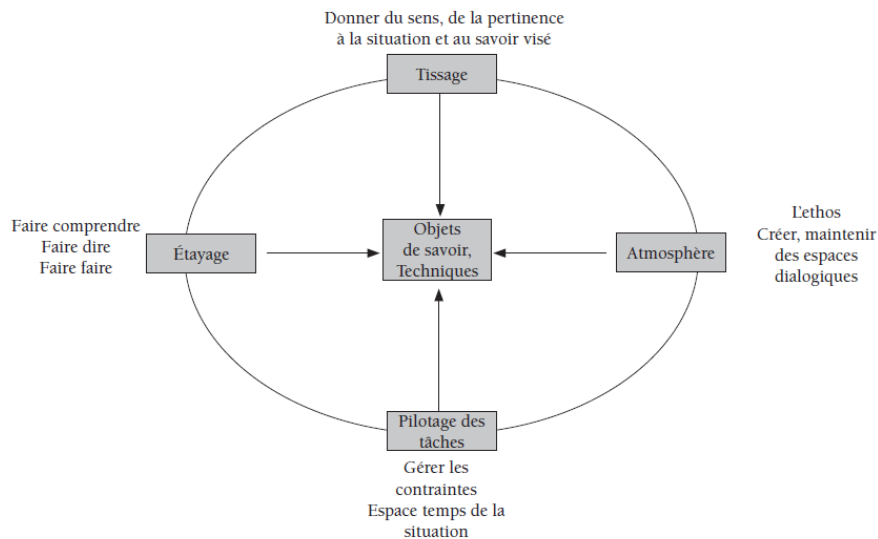 Donner du sens, de la pertinence
à la situation et au savoir visé
Tissage
Faire comprendre
Faire dire
Faire faire
Étayage
Objets
de savoir,
Techniques
Atmosphère
L'ethos
Créer, maintenir
des espaces
dialogiques
Pilotage des
tâches
Gérer les
contraintes
Espace temps de la
situation